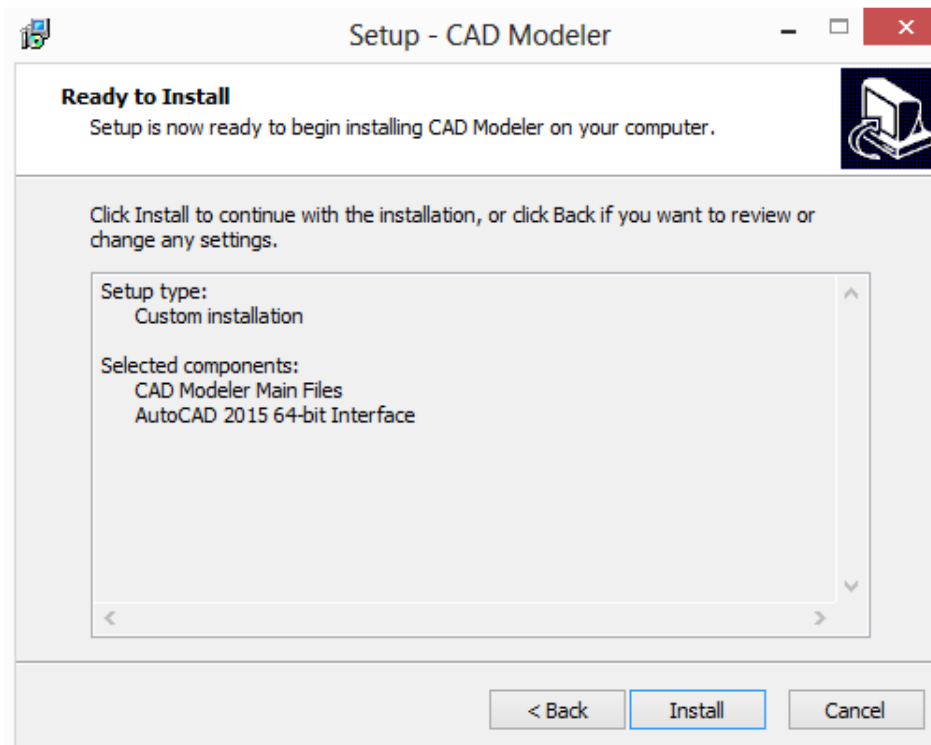 Setup - CAD Modeler
Ready to Install
Setup is now ready to begin installing CAD Modeler on your computer.
Click Install to continue with the installation, or click Back if you want to review or
change any settings.
Setup type:
Custom installation
Selected components:
CAD Modeler Main Files
AutoCAD 2015 64-bit Interface
< Back Install Cancel